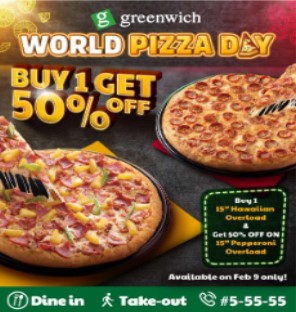 greenwich
WORLD PIZZA DAY
BUY 1 GET
50% OFF
Buy 1
15" Hawaiian
Overload
&
Get 50% OFF ON
15" Pepperoni
Overload
Available on Feb 9 only!
Dine in Take-out #5-55-55